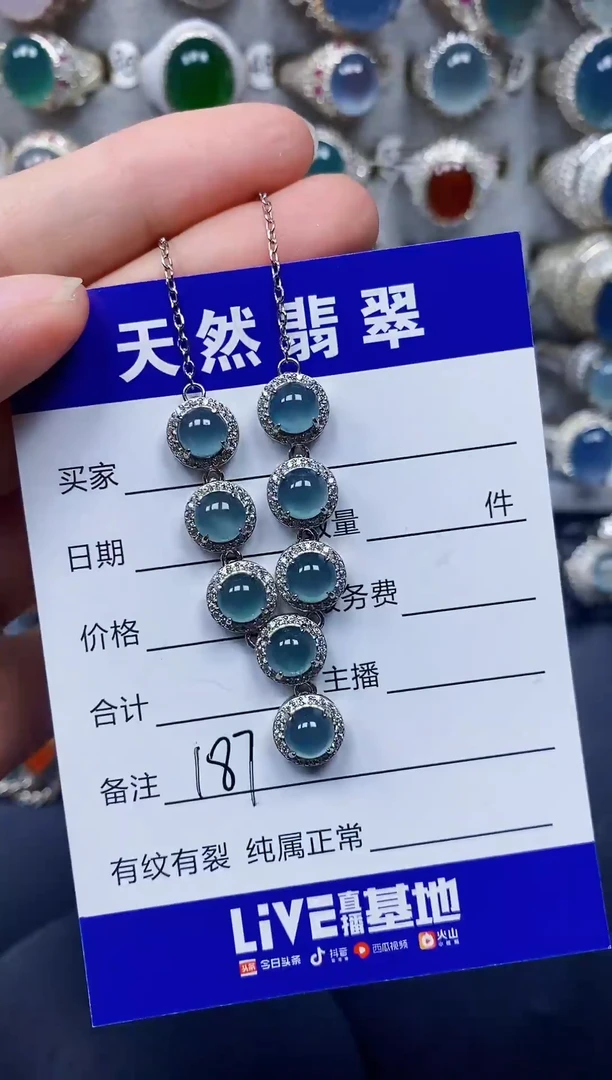 天然翡翠
买家
日期 量 件
价格 务费
合计 主播
备注 187
有纹有裂 纯属正常
LiVE直播基地
头条 今日头条 抖音 西瓜视频 火山